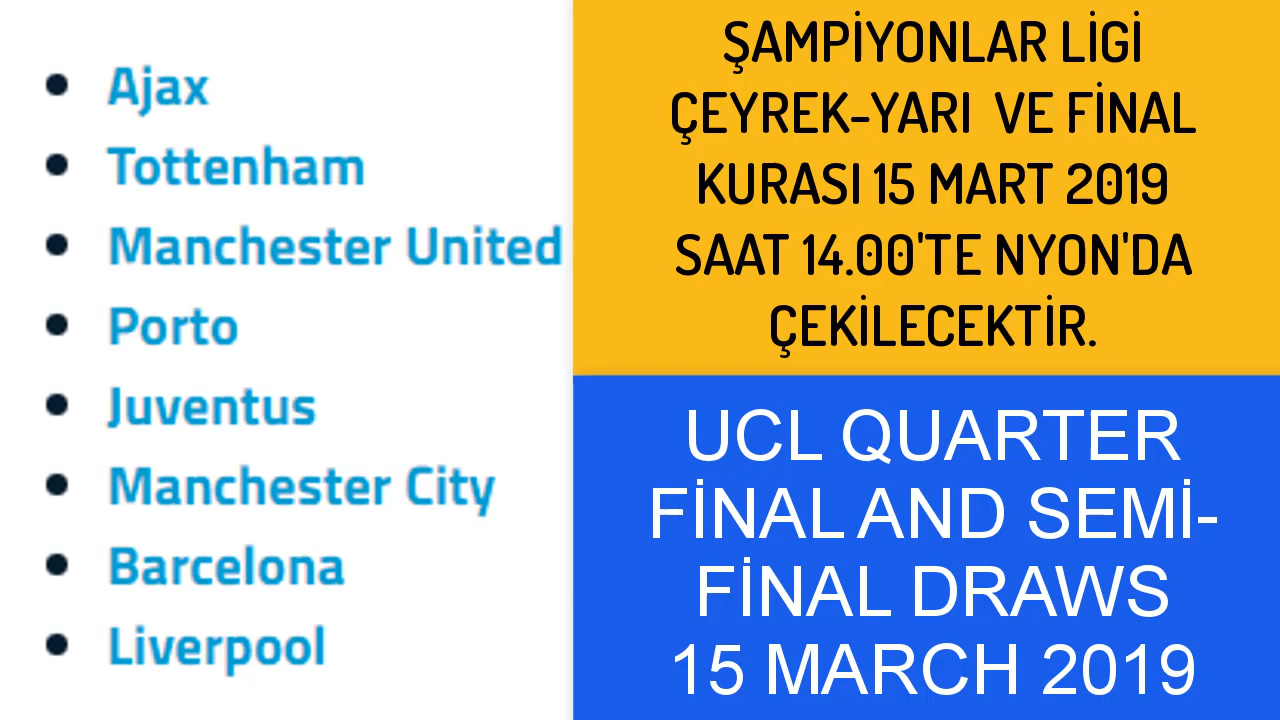 Ajax
Tottenham
Manchester United
Porto
Juventus
Manchester City
Barcelona
Liverpool
ŞAMPİYONLAR LİGİ
ÇEYREK-YARI VE FİNAL
KURASI 15 MART 2019
SAAT 14.00'TE NYON'DA
ÇEKİLECEKTİR.
UCL QUARTER
FİNAL AND SEMİ-
FİNAL DRAWS
15 MARCH 2019